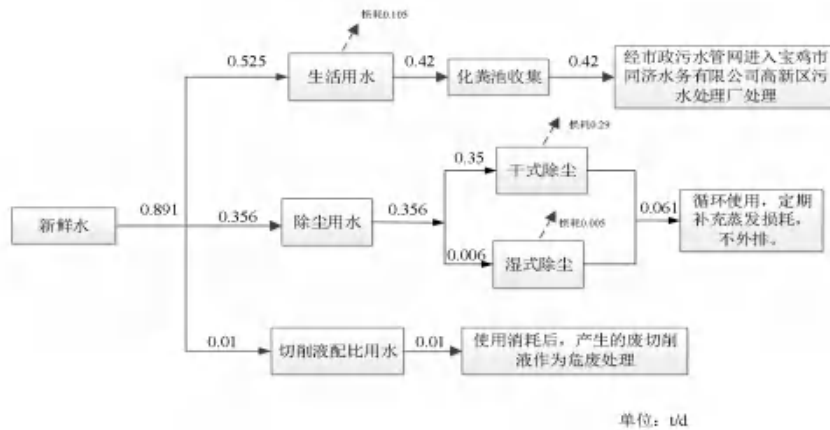 损耗0.105
0.525
生活用水
0.42
化粪池收集
0.42
经市政污水管网进入宝鸡市
同济水务有限公司高新区污
水处理厂处理
损耗0.29
0.35
干式除尘
新鲜水
0.891
0.356
除尘用水
0.356
0.061
循环使用，定期
补充蒸发损耗，
不外排。
损耗0.005
0.006
湿式除尘
0.01
切削液配比用水
0.01
使用消耗后，产生的废切削
液作为危废处理
单位：t/d